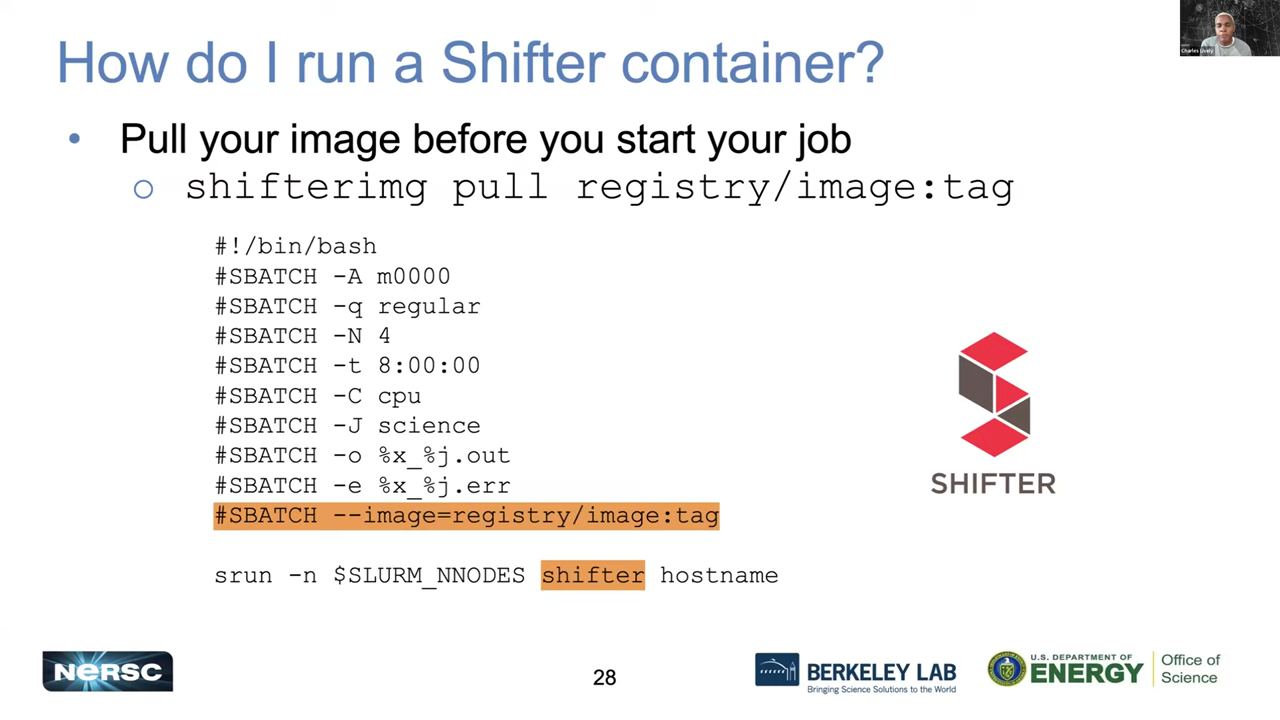 How do I run a Shifter container?
Charles Lively
• Pull your image before you start your job
o shifterimg pull registry/image:tag
#!/bin/bash
#SBATCH -A m0000
#SBATCH -q regular
#SBATCH -N 4
#SBATCH -t 8:00:00
#SBATCH -C cpu
#SBATCH -J science
#SBATCH -o %x_%j.out
#SBATCH -e %x_%j.err
#SBATCH --image=registry/image:tag
srun -n $SLURM_NNODES shifter hostname
SHIFTER
NERSC
28
BERKELEY LAB
Bringing Science Solutions to the World
U.S. DEPARTMENT OF
ENERGY
Office of
Science